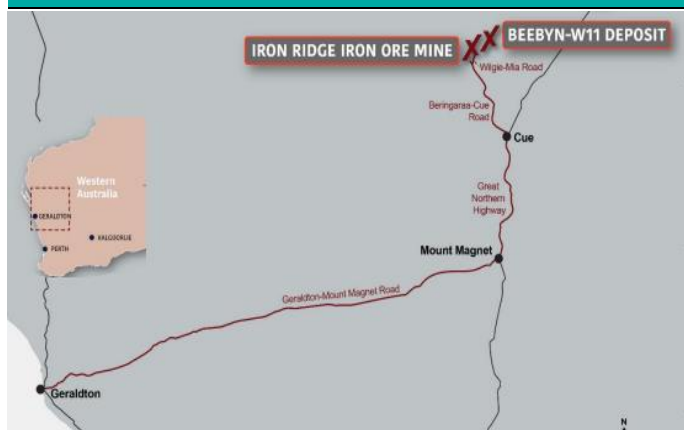 IRON RIDGE IRON ORE MINE
BEEBYN-W11 DEPOSIT
Wilgie-Mia Road
Beringaraa-Cue
Road
Cue
Western
Australia
GERALDTON
KALGOORLIE
PERTH
Great
Northern
Highway
Mount Magnet
Geraldton-Mount Magnet Road
Geraldton
N